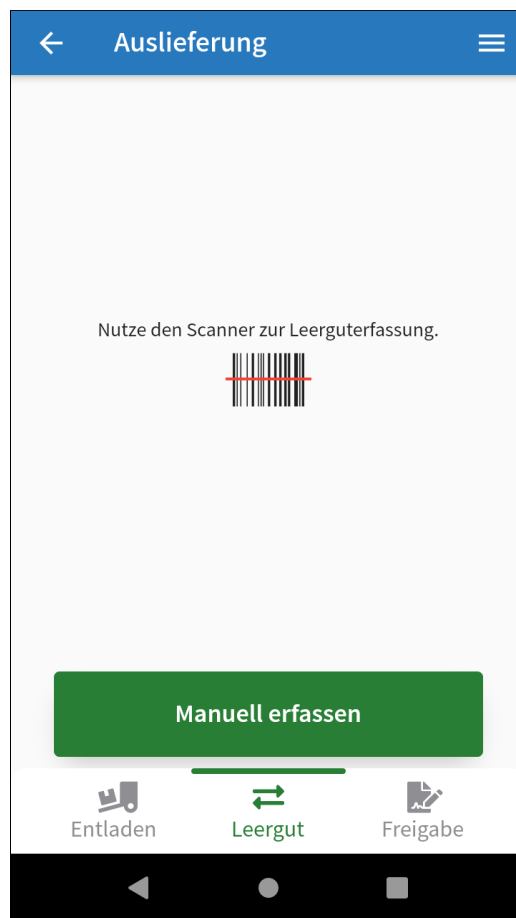 Auslieferung
Nutze den Scanner zur Leerguterfassung.
Manuell erfassen
Entladen
Leergut
Freigabe